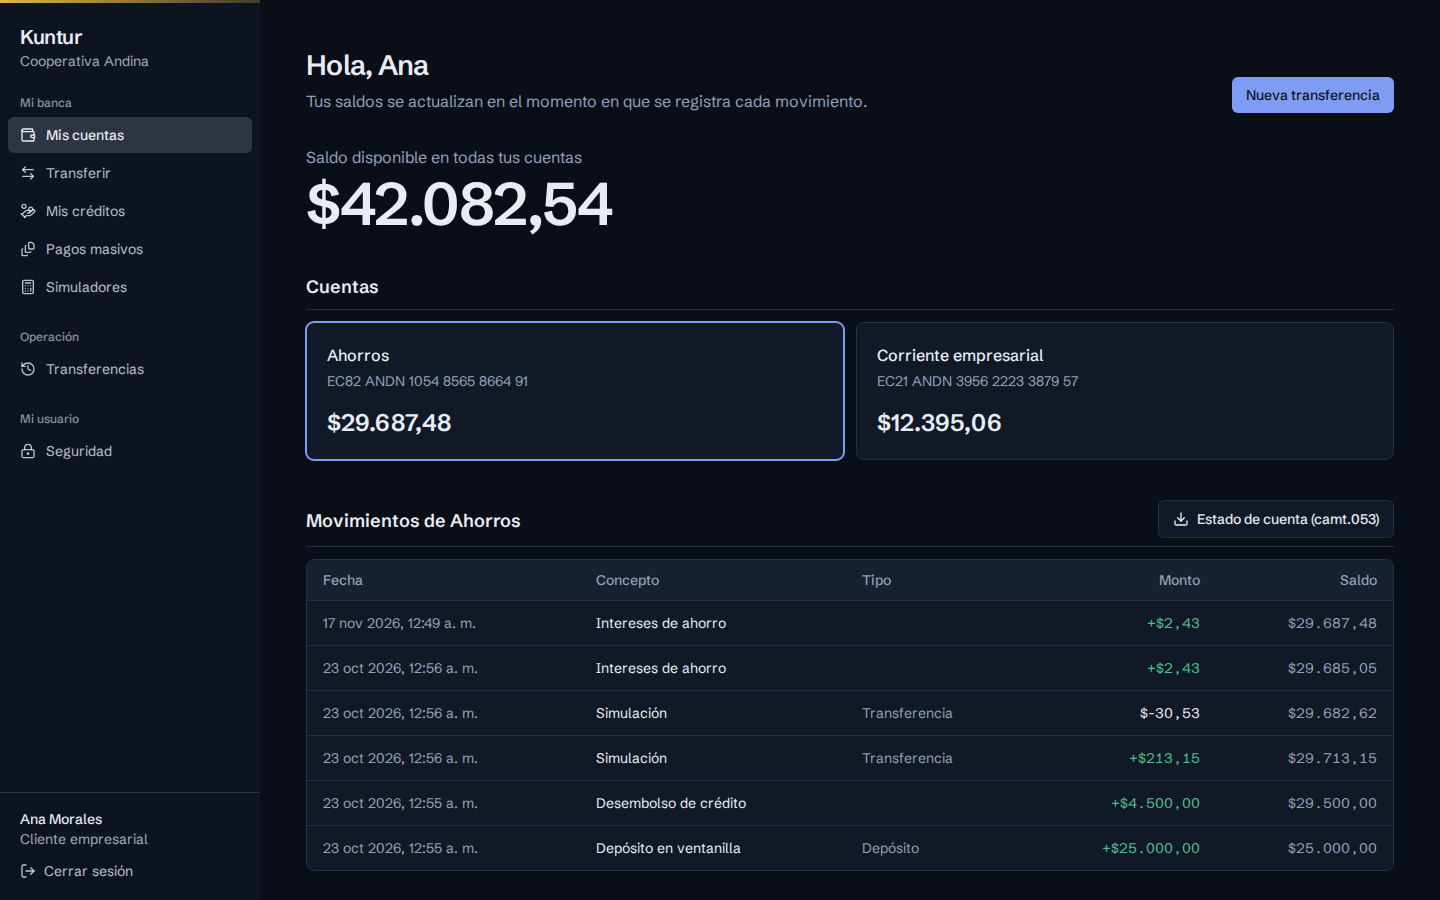 Kuntur
Cooperativa Andina
Mi banca
Mis cuentas
Transferir
Mis créditos
Pagos masivos
Simuladores
Operación
Transferencias
Mi usuario
Seguridad
Ana Morales
Cliente empresarial
Cerrar sesión
Hola, Ana
Tus saldos se actualizan en el momento en que se registra cada movimiento.
Nueva transferencia
Saldo disponible en todas tus cuentas
$42.082,54
Cuentas
Ahorros
EC82 ANDN 1054 8565 8664 91
$29.687,48
Corriente empresarial
EC21 ANDN 3956 2223 3879 57
$12.395,06
Movimientos de Ahorros
Estado de cuenta (camt.053)
Fecha Concepto Tipo Monto Saldo
17 nov 2026, 12:49 a. m. Intereses de ahorro +$2,43 $29.687,48
23 oct 2026, 12:56 a. m. Intereses de ahorro +$2,43 $29.685,05
23 oct 2026, 12:56 a. m. Simulación Transferencia $-30,53 $29.682,62
23 oct 2026, 12:56 a. m. Simulación Transferencia +$213,15 $29.713,15
23 oct 2026, 12:55 a. m. Desembolso de crédito +$4.500,00 $29.500,00
23 oct 2026, 12:55 a. m. Depósito en ventanilla Depósito +$25.000,00 $25.000,00